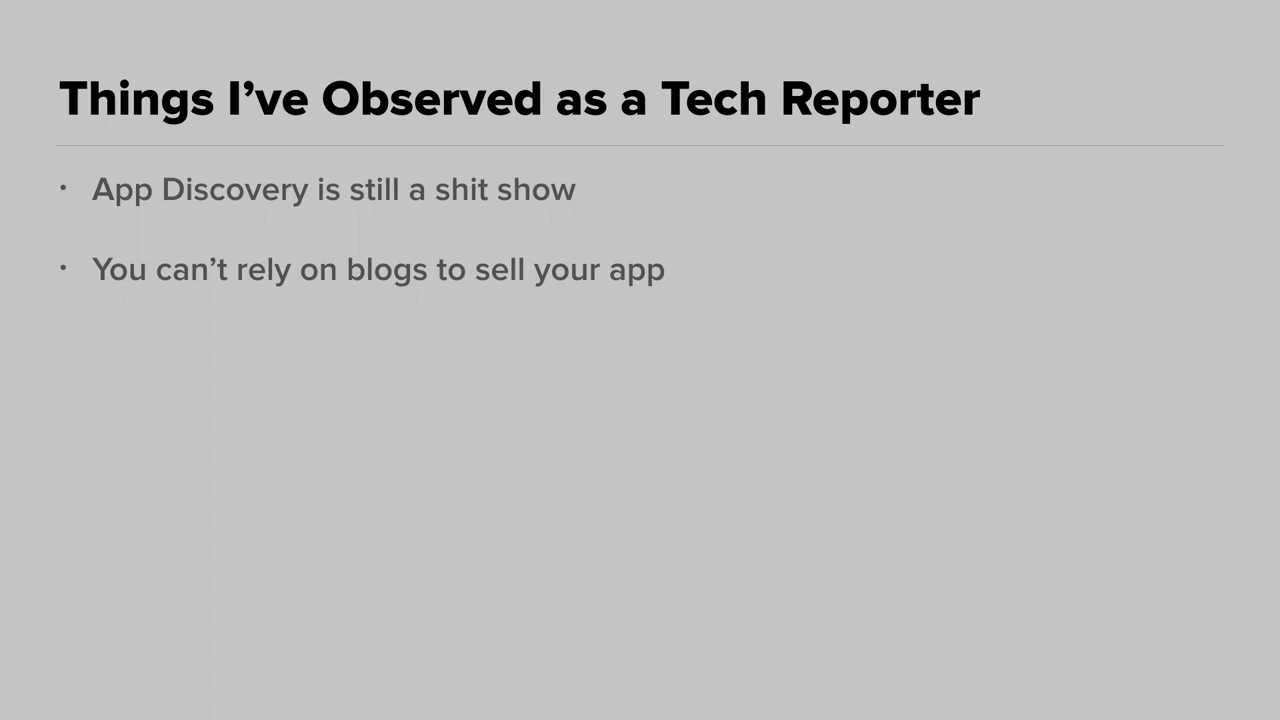 Things I’ve Observed as a Tech Reporter
• App Discovery is still a shit show
• You can’t rely on blogs to sell your app